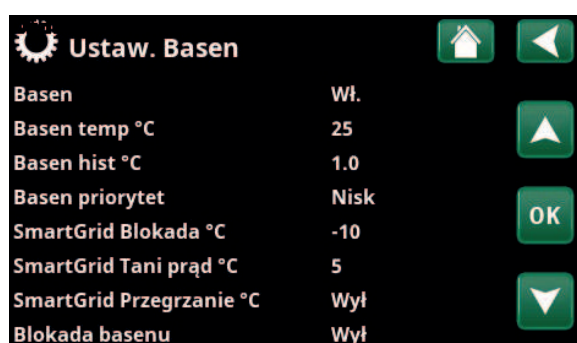 Ustaw. Basen
Basen Wł.
Basen temp °C 25
Basen hist °C 1.0
Basen priorytet Nisk
OK
SmartGrid Blokada °C -10
SmartGrid Tani prąd °C 5
SmartGrid Przegrzanie °C Wył
Blokada basenu Wył